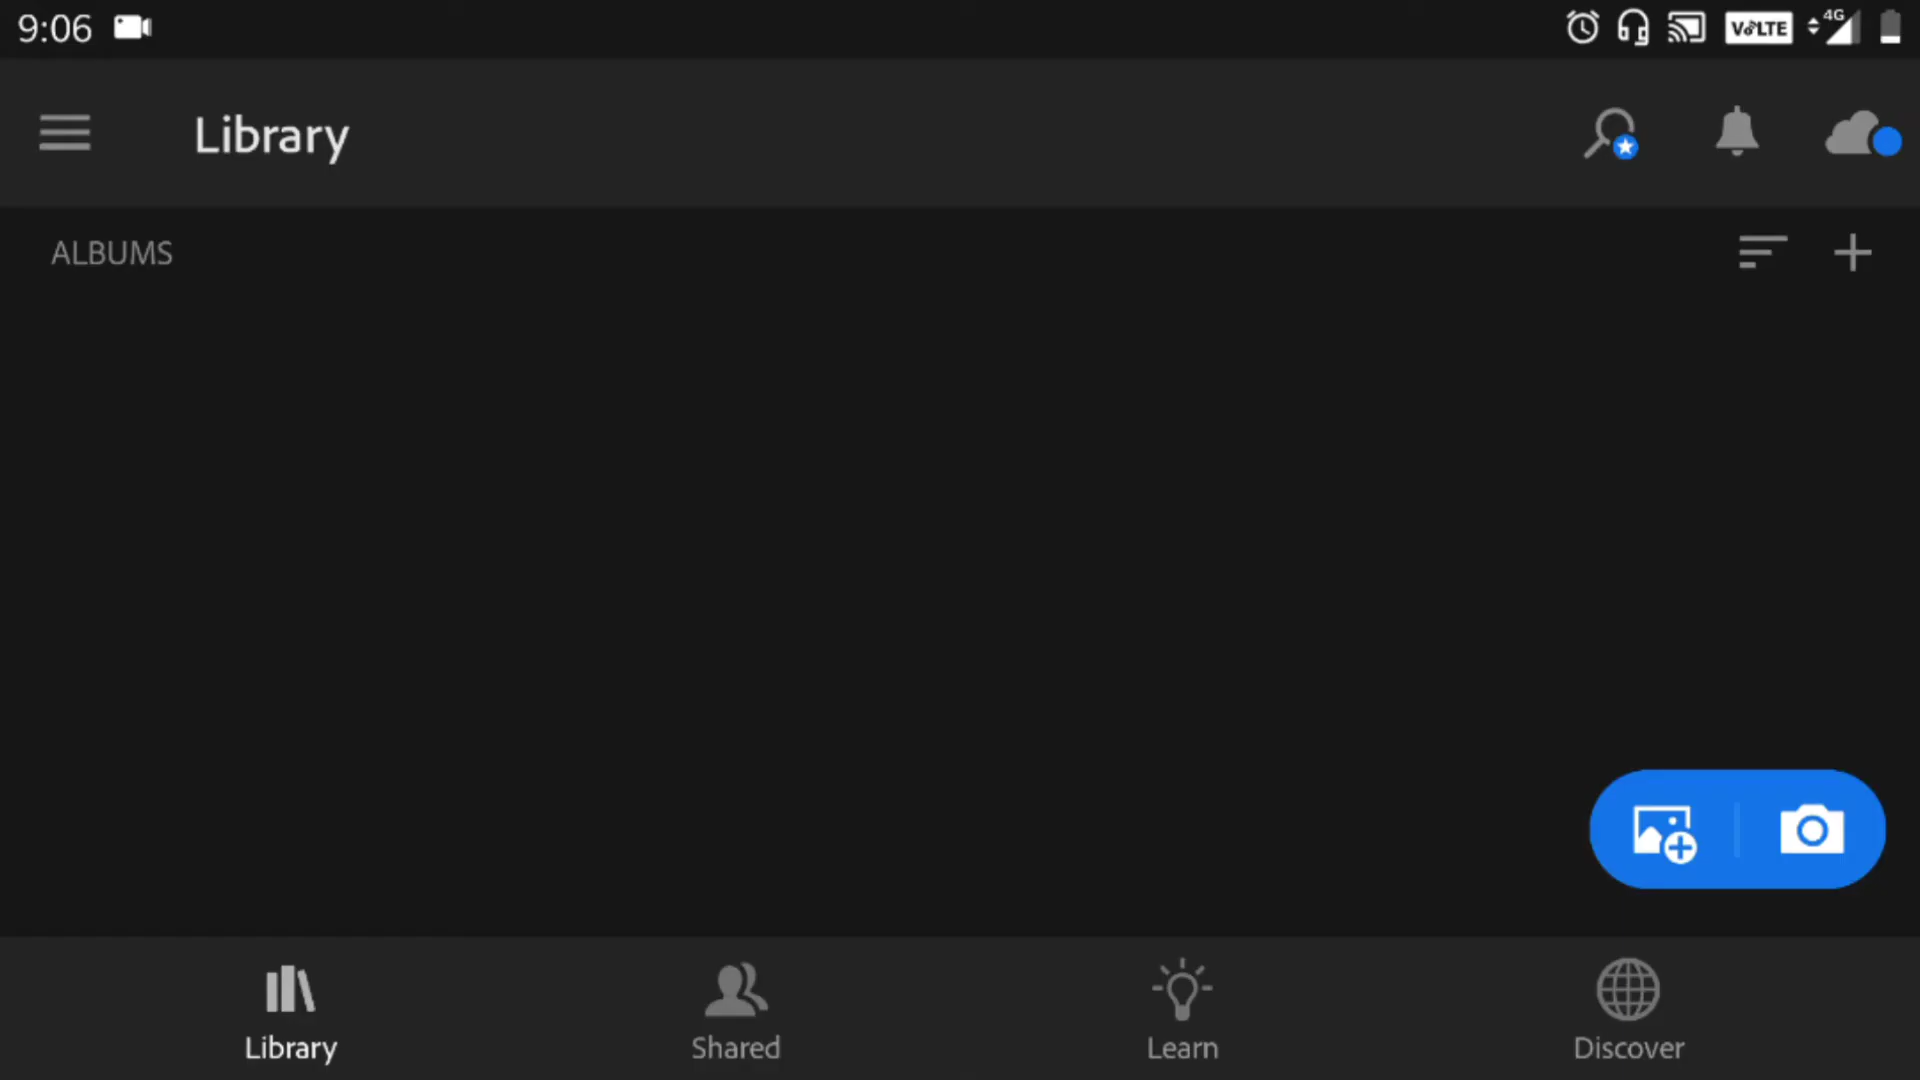 9:06
VoLTE
4G
Library
ALBUMS
Library
Shared
Learn
Discover